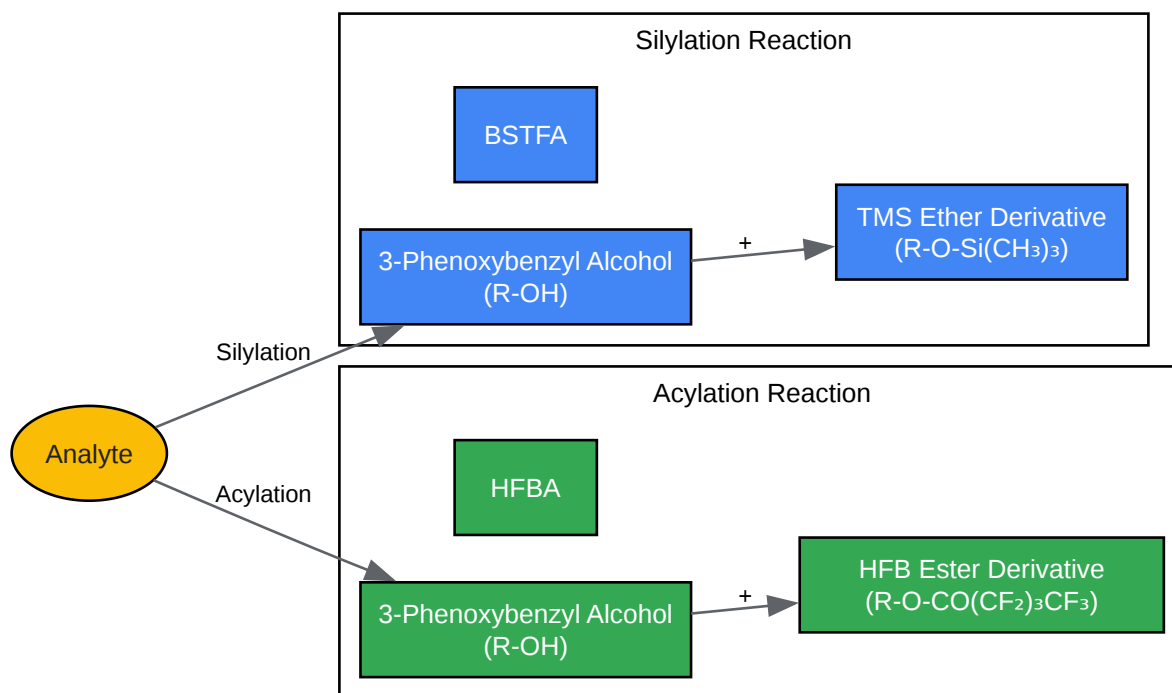 Silylation Reaction
BSTFA
TMS Ether Derivative
(R-O-Si(CH₃)₃)
3-Phenoxybenzyl Alcohol
(R-OH)
+
Silylation
Analyte
Acylation
Acylation Reaction
HFBA
HFB Ester Derivative
(R-O-CO(CF₂)₃CF₃)
3-Phenoxybenzyl Alcohol
(R-OH)
+